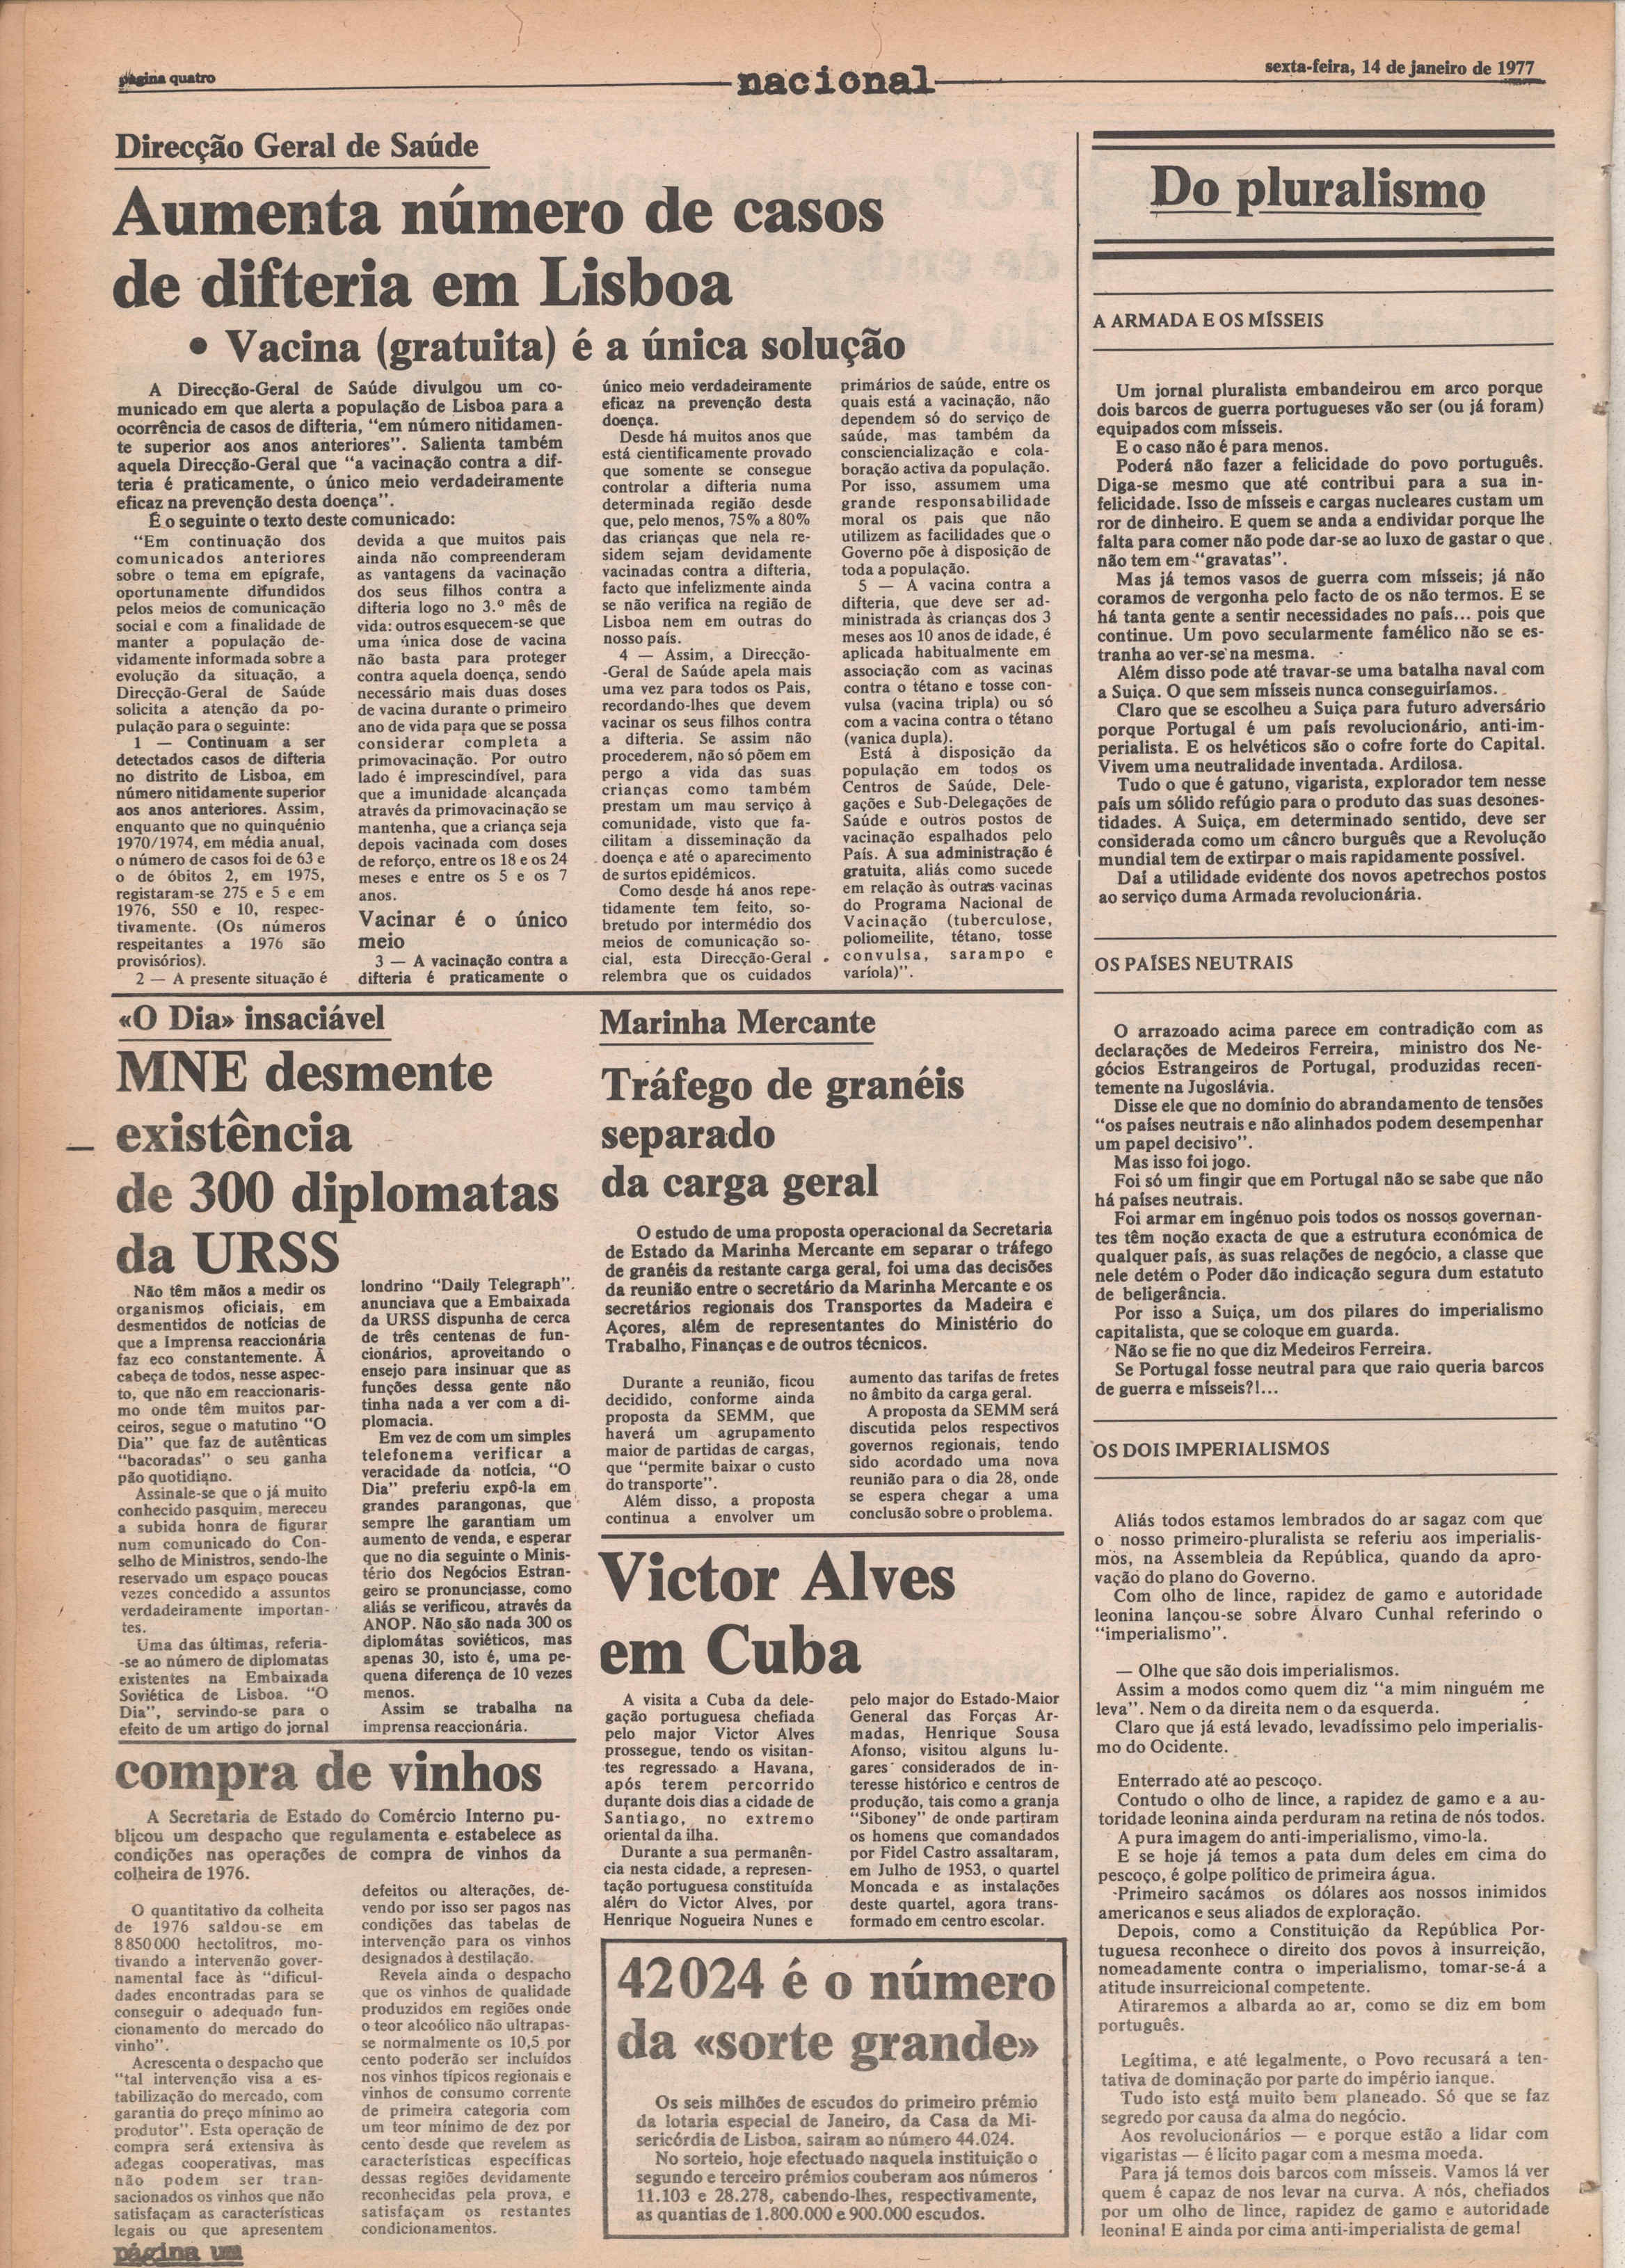 página quatro
nacional
sexta-feira, 14 de janeiro de 1977
Direcção Geral de Saúde
Aumenta número de casos
de difteria em Lisboa
• Vacina (gratuita) é a única solução
A Direcção-Geral de Saúde divulgou um co-
municado em que alerta a população de Lisboa para a
ocorrência de casos de difteria, "em número nitidamen-
te superior aos anos anteriores". Salienta também
aquela Direcção-Geral que "a vacinação contra a dif-
teria é praticamente, o único meio verdadeiramente
eficaz na prevenção desta doença".
É o seguinte o texto deste comunicado:
"Em continuação dos
comunicados anteriores
sobre o tema em epígrafe,
oportunamente difundidos
pelos meios de comunicação
social e com a finalidade de
manter a população de-
vidamente informada sobre a
evolução da situação, a
Direcção-Geral de Saúde
solicita a atenção da po-
pulação para o seguinte:
1 — Continuam a ser
detectados casos de difteria
no distrito de Lisboa, em
número nitidamente superior
aos anos anteriores. Assim,
enquanto que no quinquénio
1970/1974, em média anual,
o número de casos foi de 63 e
o de óbitos 2, em 1975,
registaram-se 275 e 5 e em
1976, 550 e 10, respec-
tivamente. (Os números
respeitantes a 1976 são
provisórios).
2 — A presente situação é
devida a que muitos pais
ainda não compreenderam
as vantagens da vacinação
dos seus filhos contra a
difteria logo no 3.º mês de
vida: outros esquecem-se que
uma única dose de vacina
não basta para proteger
contra aquela doença, sendo
necessário mais duas doses
de vacina durante o primeiro
ano de vida para que se possa
considerar completa a
primovacinação. Por outro
lado é imprescindível, para
que a imunidade alcançada
através da primovacinação se
mantenha, que a criança seja
depois vacinada com doses
de reforço, entre os 18 e os 24
meses e entre os 5 e os 7
anos.
Vacinar é o único
meio
3 — A vacinação contra a
difteria é praticamente o
único meio verdadeiramente
eficaz na prevenção desta
doença.
Desde há muitos anos que
está cientificamente provado
que somente se consegue
controlar a difteria numa
determinada região desde
que, pelo menos, 75% a 80%
das crianças que nela re-
sidem sejam devidamente
vacinadas contra a difteria,
facto que infelizmente ainda
se não verifica na região de
Lisboa nem em outras do
nosso país.
4 — Assim, a Direcção-
-Geral de Saúde apela mais
uma vez para todos os Pais,
recordando-lhes que devem
vacinar os seus filhos contra
a difteria. Se assim não
procederem, não só põem em
pergo a vida das suas
crianças como também
prestam um mau serviço à
comunidade, visto que fa-
cilitam a disseminação da
doença e até o aparecimento
de surtos epidémicos.
Como desde há anos repe-
tidamente tem feito, so-
bretudo por intermédio dos
meios de comunicação so-
cial, esta Direcção-Geral
relembra que os cuidados
primários de saúde, entre os
quais está a vacinação, não
dependem só do serviço de
saúde, mas também da
consciencialização e cola-
boração activa da população.
Por isso, assumem uma
grande responsabilidade
moral os pais que não
utilizem as facilidades que o
Governo põe à disposição de
toda a população.
5 — A vacina contra a
difteria, que deve ser ad-
ministrada às crianças dos 3
meses aos 10 anos de idade, é
aplicada habitualmente em
associação com as vacinas
contra o tétano e tosse con-
vulsa (vacina tripla) ou só
com a vacina contra o tétano
(vanica dupla).
Está à disposição da
população em todos os
Centros de Saúde, Dele-
gações e Sub-Delegações de
Saúde e outros postos de
vacinação espalhados pelo
País. A sua administração é
gratuita, aliás como sucede
em relação às outras vacinas
do Programa Nacional de
Vacinação (tuberculose,
poliomeilite, tétano, tosse
convulsa, sarampo e
varíola)".
«O Dia» insaciável
MNE desmente
existência
de 300 diplomatas
da URSS
Não têm mãos a medir os
organismos oficiais, em
desmentidos de notícias de
que a Imprensa reaccionária
faz eco constantemente. À
cabeça de todos, nesse aspec-
to, que não em reaccionaris-
mo onde têm muitos par-
ceiros, segue o matutino "O
Dia" que faz de autênticas
"bacoradas" o seu ganha
pão quotidiano.
Assinale-se que o já muito
conhecido pasquim, mereceu
a subida honra de figurar
num comunicado do Con-
selho de Ministros, sendo-lhe
reservado um espaço poucas
vezes concedido a assuntos
verdadeiramente importan-
tes.
Uma das últimas, referia-
-se ao número de diplomatas
existentes na Embaixada
Soviética de Lisboa. "O
Dia", servindo-se para o
efeito de um artigo do jornal
londrino "Daily Telegraph".
anunciava que a Embaixada
da URSS dispunha de cerca
de três centenas de fun-
cionários, aproveitando o
ensejo para insinuar que as
funções dessa gente não
tinha nada a ver com a di-
plomacia.
Em vez de com um simples
telefonema verificar a
veracidade da notícia, "O
Dia" preferiu expô-la em
grandes parangonas, que
sempre lhe garantiam um
aumento de venda, e esperar
que no dia seguinte o Minis-
tério dos Negócios Estran-
geiro se pronunciasse, como
aliás se verificou, através da
ANOP. Não são nada 300 os
diplomátas soviéticos, mas
apenas 30, isto é, uma pe-
quena diferença de 10 vezes
menos.
Assim se trabalha na
imprensa reaccionária.
compra de vinhos
A Secretaria de Estado do Comércio Interno pu-
blicou um despacho que regulamenta e estabelece as
condições nas operações de compra de vinhos da
colheira de 1976.
O quantitativo da colheita
de 1976 saldou-se em
8 850 000 hectolitros, mo-
tivando a intervenão gover-
namental face às "dificul-
dades encontradas para se
conseguir o adequado fun-
cionamento do mercado do
vinho".
Acrescenta o despacho que
"tal intervenção visa a es-
tabilização do mercado, com
garantia do preço mínimo ao
produtor". Esta operação de
compra será extensiva às
adegas cooperativas, mas
não podem ser tran-
sacionados os vinhos que não
satisfaçam as características
legais ou que apresentem
defeitos ou alterações, de-
vendo por isso ser pagos nas
condições das tabelas de
intervenção para os vinhos
designados à destilação.
Revela ainda o despacho
que os vinhos de qualidade
produzidos em regiões onde
o teor alcoólico não ultrapas-
se normalmente os 10,5 por
cento poderão ser incluídos
nos vinhos típicos regionais e
vinhos de consumo corrente
de primeira categoria com
um teor mínimo de dez por
cento desde que revelem as
características específicas
dessas regiões devidamente
reconhecidas pela prova, e
satisfaçam os restantes
condicionamentos.
página um
Marinha Mercante
Tráfego de granéis
separado
da carga geral
O estudo de uma proposta operacional da Secretaria
de Estado da Marinha Mercante em separar o tráfego
de granéis da restante carga geral, foi uma das decisões
da reunião entre o secretário da Marinha Mercante e os
secretários regionais dos Transportes da Madeira e
Açores, além de representantes do Ministério do
Trabalho, Finanças e de outros técnicos.
Durante a reunião, ficou
decidido, conforme ainda
proposta da SEMM, que
haverá um agrupamento
maior de partidas de cargas,
que "permite baixar o custo
do transporte".
Além disso, a proposta
continua a envolver um
aumento das tarifas de fretes
no âmbito da carga geral.
A proposta da SEMM será
discutida pelos respectivos
governos regionais, tendo
sido acordado uma nova
reunião para o dia 28, onde
se espera chegar a uma
conclusão sobre o problema.
Victor Alves
em Cuba
A visita a Cuba da dele-
gação portuguesa chefiada
pelo major Victor Alves
prossegue, tendo os visitan-
tes regressado a Havana,
após terem percorrido
durante dois dias a cidade de
Santiago, no extremo
oriental da ilha.
Durante a sua permanên-
cia nesta cidade, a represen-
tação portuguesa constituída
além do Victor Alves, por
Henrique Nogueira Nunes e
pelo major do Estado-Maior
General das Forças Ar-
madas, Henrique Sousa
Afonso, visitou alguns lu-
gares considerados de in-
teresse histórico e centros de
produção, tais como a granja
"Siboney" de onde partiram
os homens que comandados
por Fidel Castro assaltaram,
em Julho de 1953, o quartel
Moncada e as instalações
deste quartel, agora trans-
formado em centro escolar.
42 024 é o número
da «sorte grande»
Os seis milhões de escudos do primeiro prémio
da lotaria especial de Janeiro, da Casa da Mi-
sericórdia de Lisboa, sairam ao número 44.024.
No sorteio, hoje efectuado naquela instituição o
segundo e terceiro prémios couberam aos números
11.103 e 28.278, cabendo-lhes, respectivamente,
as quantias de 1.800.000 e 900.000 escudos.
Do pluralismo
A ARMADA E OS MÍSSEIS
Um jornal pluralista embandeirou em arco porque
dois barcos de guerra portugueses vão ser (ou já foram)
equipados com mísseis.
E o caso não é para menos.
Poderá não fazer a felicidade do povo português.
Diga-se mesmo que até contribui para a sua in-
felicidade. Isso de mísseis e cargas nucleares custam um
ror de dinheiro. E quem se anda a endividar porque lhe
falta para comer não pode dar-se ao luxo de gastar o que
não tem em "gravatas".
Mas já temos vasos de guerra com mísseis; já não
coramos de vergonha pelo facto de os não termos. E se
há tanta gente a sentir necessidades no país... pois que
continue. Um povo secularmente famélico não se es-
tranha ao ver-se na mesma.
Além disso pode até travar-se uma batalha naval com
a Suiça. O que sem mísseis nunca conseguiríamos.
Claro que se escolheu a Suiça para futuro adversário
porque Portugal é um país revolucionário, anti-im-
perialista. E os helvéticos são o cofre forte do Capital.
Vivem uma neutralidade inventada. Ardilosa.
Tudo o que é gatuno, vigarista, explorador tem nesse
país um sólido refúgio para o produto das suas desones-
tidades. A Suiça, em determinado sentido, deve ser
considerada como um câncro burguês que a Revolução
mundial tem de extirpar o mais rapidamente possível.
Daí a utilidade evidente dos novos apetrechos postos
ao serviço duma Armada revolucionária.
OS PAÍSES NEUTRAIS
O arrazoado acima parece em contradição com as
declarações de Medeiros Ferreira, ministro dos Ne-
gócios Estrangeiros de Portugal, produzidas recen-
temente na Jugoslávia.
Disse ele que no domínio do abrandamento de tensões
"os países neutrais e não alinhados podem desempenhar
um papel decisivo".
Mas isso foi jogo.
Foi só um fingir que em Portugal não se sabe que não
há países neutrais.
Foi armar em ingénuo pois todos os nossos governan-
tes têm noção exacta de que a estrutura económica de
qualquer país, as suas relações de negócio, a classe que
nele detém o Poder dão indicação segura dum estatuto
de beligerância.
Por isso a Suiça, um dos pilares do imperialismo
capitalista, que se coloque em guarda.
Não se fie no que diz Medeiros Ferreira.
Se Portugal fosse neutral para que raio queria barcos
de guerra e mísseis?!...
OS DOIS IMPERIALISMOS
Aliás todos estamos lembrados do ar sagaz com que
o nosso primeiro-pluralista se referiu aos imperialis-
mos, na Assembleia da República, quando da apro-
vação do plano do Governo.
Com olho de lince, rapidez de gamo e autoridade
leonina lançou-se sobre Álvaro Cunhal referindo o
"imperialismo".
— Olhe que são dois imperialismos.
Assim a modos como quem diz "a mim ninguém me
leva". Nem o da direita nem o da esquerda.
Claro que já está levado, levadíssimo pelo imperialis-
mo do Ocidente.
Enterrado até ao pescoço.
Contudo o olho de lince, a rapidez de gamo e a au-
toridade leonina ainda perduram na retina de nós todos.
A pura imagem do anti-imperialismo, vimo-la.
E se hoje já temos a pata dum deles em cima do
pescoço, é golpe político de primeira água.
Primeiro sacámos os dólares aos nossos inimidos
americanos e seus aliados de exploração.
Depois, como a Constituição da República Por-
tuguesa reconhece o direito dos povos à insurreição,
nomeadamente contra o imperialismo, tomar-se-á a
atitude insurreicional competente.
Atiraremos a albarda ao ar, como se diz em bom
português.
Legítima, e até legalmente, o Povo recusará a ten-
tativa de dominação por parte do império ianque.
Tudo isto está muito bem planeado. Só que se faz
segredo por causa da alma do negócio.
Aos revolucionários — e porque estão a lidar com
vigaristas — é lícito pagar com a mesma moeda.
Para já temos dois barcos com mísseis. Vamos lá ver
quem é capaz de nos levar na curva. A nós, chefiados
por um olho de lince, rapidez de gamo e autoridade
leonina! E ainda por cima anti-imperialista de gema!